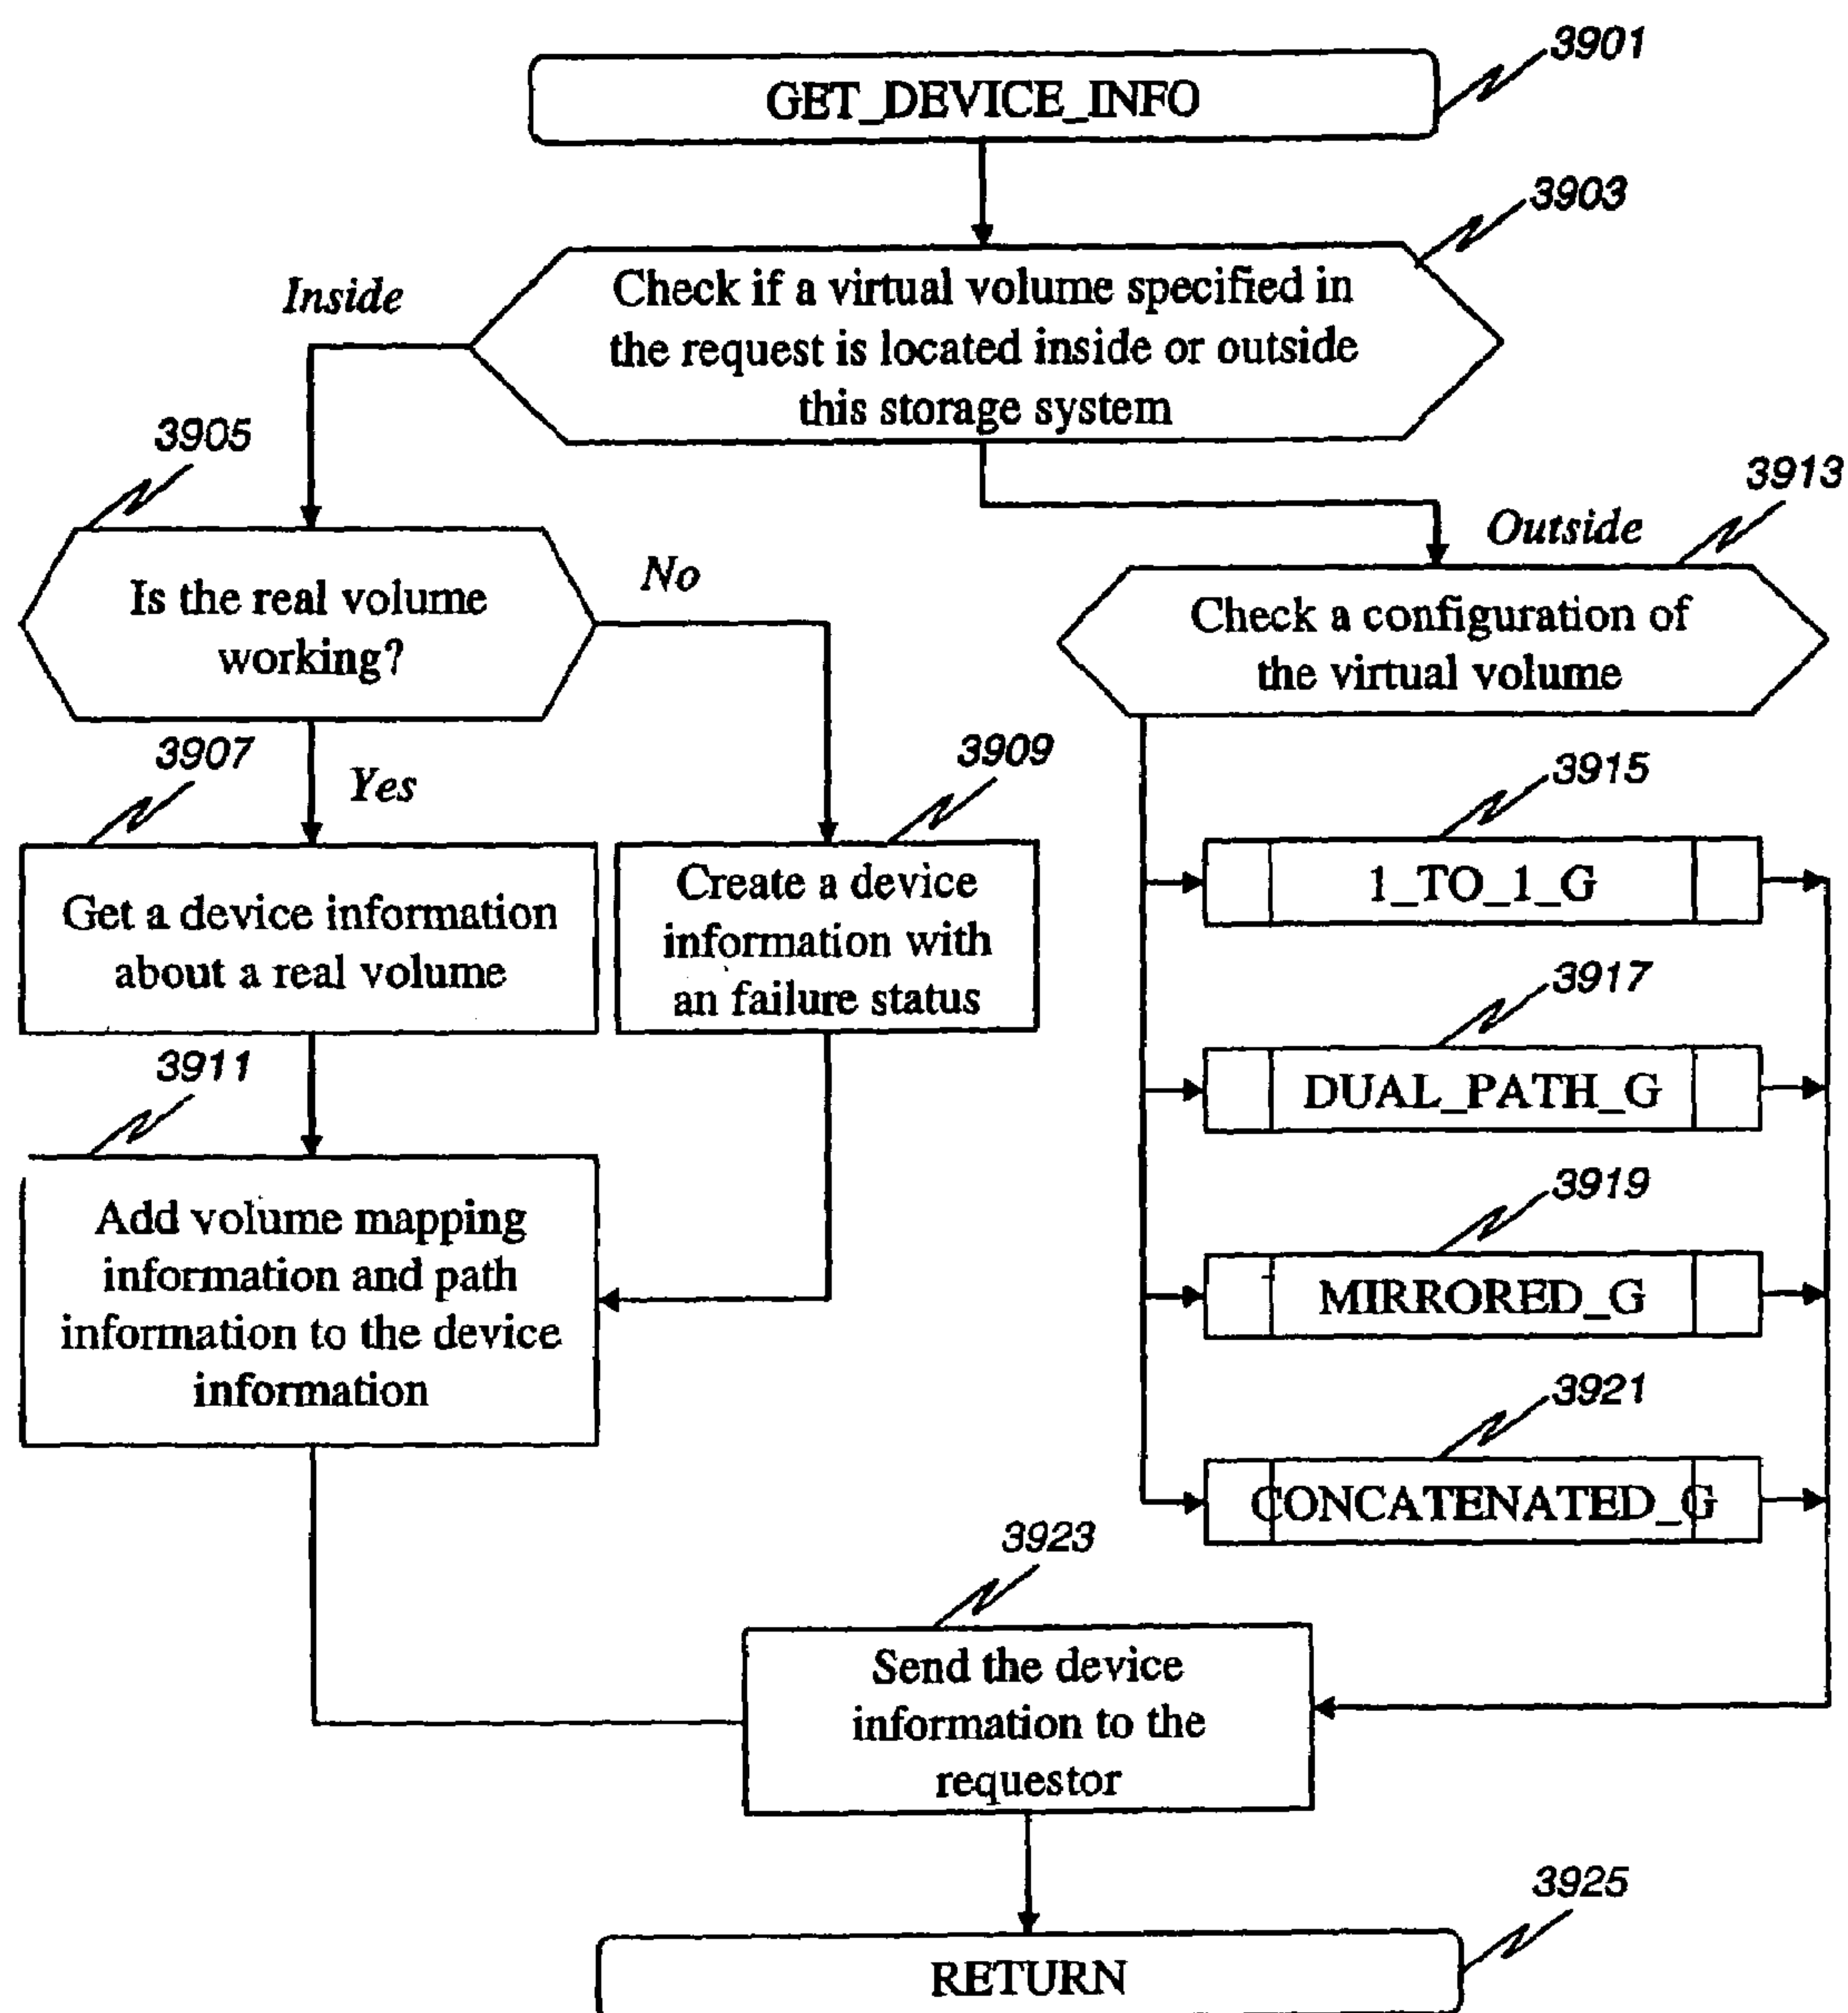 3901
GET_DEVICE_INFO
3903
Inside
Check if a virtual volume specified in
the request is located inside or outside
this storage system
3905
3913
Outside
No
Is the real volume
working?
Check a configuration of
the virtual volume
3907
Yes
3909
3915
Get a device information
about a real volume
Create a device
information with
an failure status
1_TO_1_G
3917
DUAL_PATH_G
3911
Add volume mapping
information and path
information to the device
information
3919
MIRRORED_G
3921
CONCATENATED_G
3923
Send the device
information to the
requestor
3925
RETURN